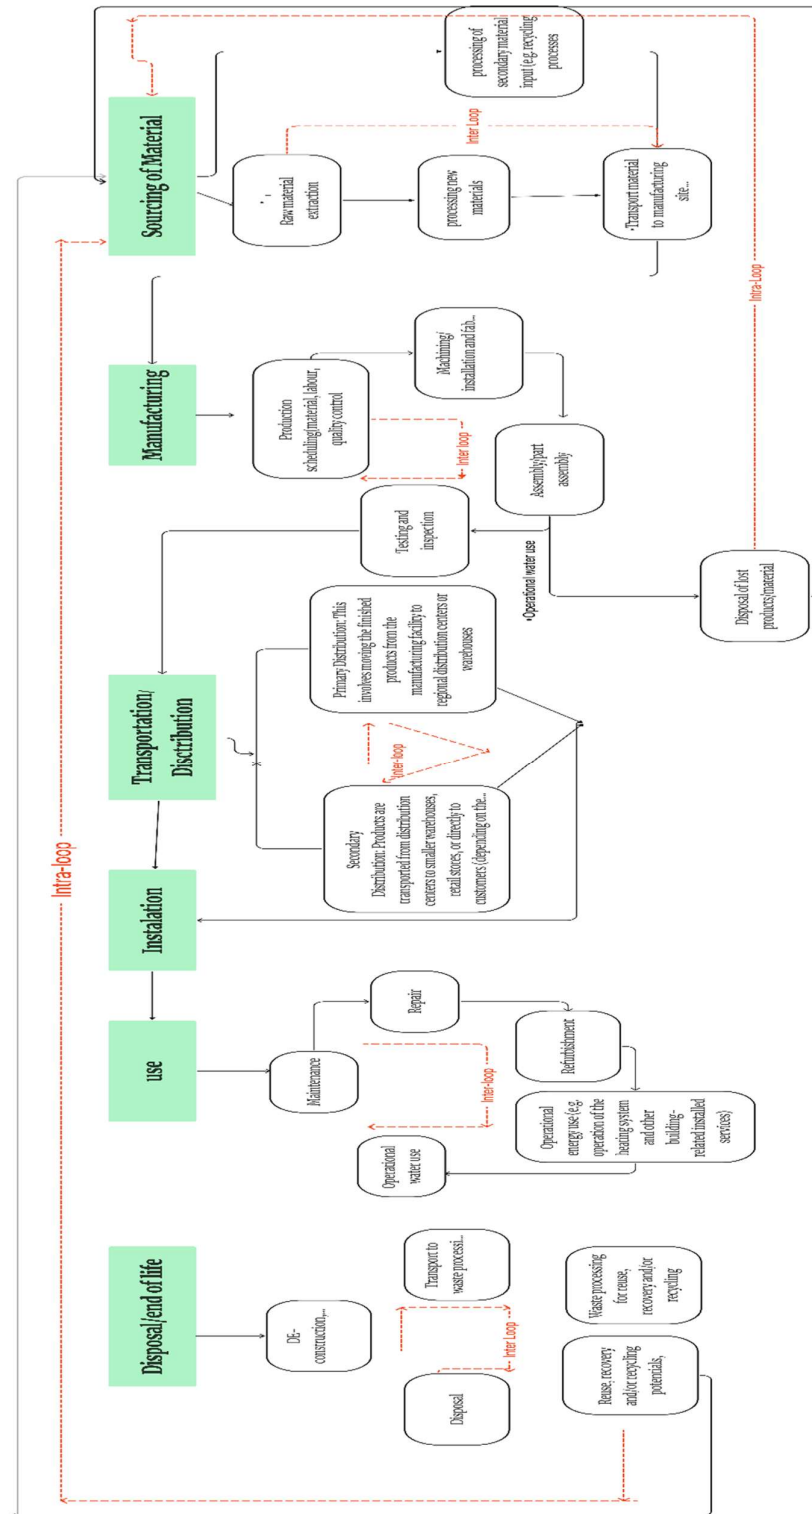 Intra-loop
Disposal/end of life
use
Instalation
Transportation/
Disctribution
Manufacturing
Sourcing of Material
DE-
construction,...
Disposal
Transport to
waste processi...
Inter Loop
Reuse, recovery
and/or recycling
potenials,
Waste processing
for reuse,
recovery and/or
recycling
Maintenance
Repair
Refurbishment
Operational
energy use (e.g.
operation of the
heating system
and other
building-
related installed
services)
Operational
water use
Inter-loop
Secondary
Distribution: Products are
transported from distribution
centers to smaller warehouses,
retail stores, or directly to
customers (depending on the...
Primary Distribution: This
involves moving the finished
products from the
manufacturing facility to
regional distribution centers or
warehouses
Inter-loop
Production
scheduling(material, labour,
quality control
Machining/
installation and fab...
Assembly/part
assembly
Testing and
inspection
Inter loop
•Operational water use
Disposal of lost
products/material
Raw material
extraction
processing new
materials
•Transport material
to manufacturing
site...
processing of
secondary material
input (e.g. recycling
processes
Inter Loop
Intra-Loop